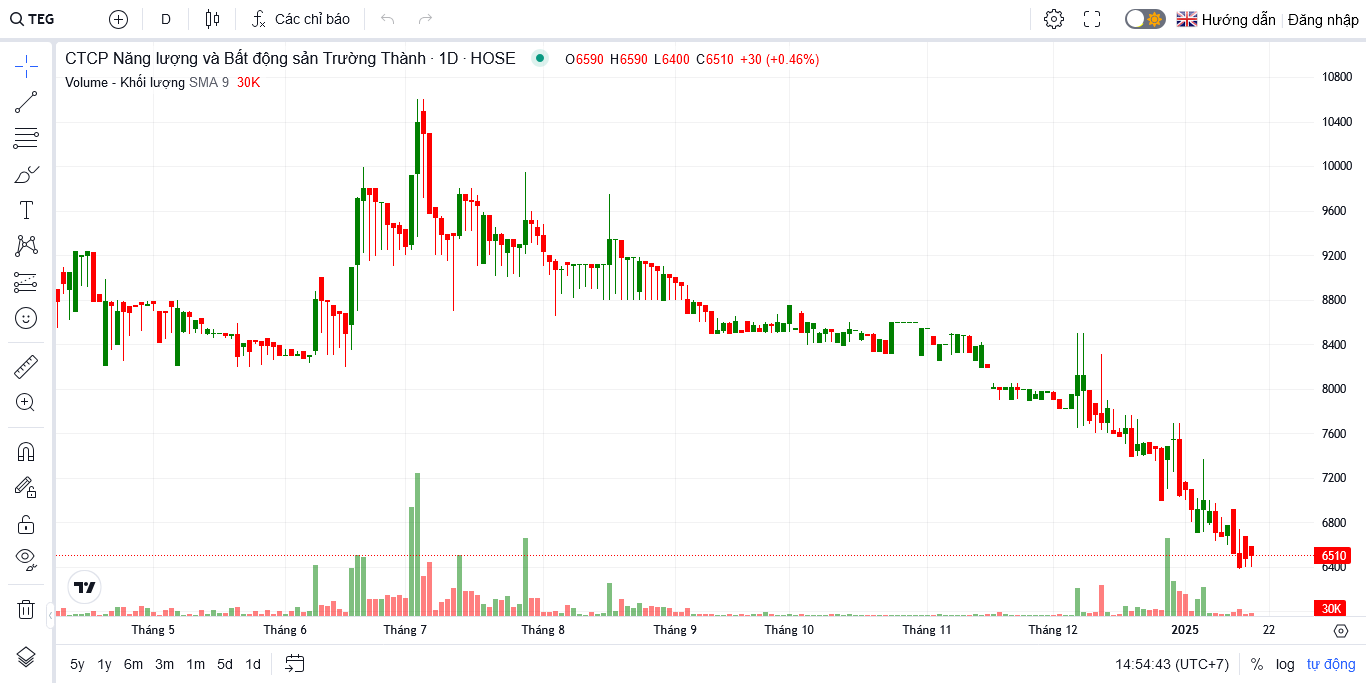 TEG D Các chỉ báo Hướng dẫn Đăng nhập
CTCP Năng lượng và Bất động sản Trường Thành · 1D · HOSE O6590 H6590 L6400 C6510 +30 (+0.46%)
Volume - Khối lượng SMA 9 30K
10800
10400
10000
9600
9200
8800
8400
8000
7600
7200
6800
6510
6400
30K
Tháng 5 Tháng 6 Tháng 7 Tháng 8 Tháng 9 Tháng 10 Tháng 11 Tháng 12 2025 22
5y 1y 6m 3m 1m 5d 1d 14:54:43 (UTC+7) % log tự động